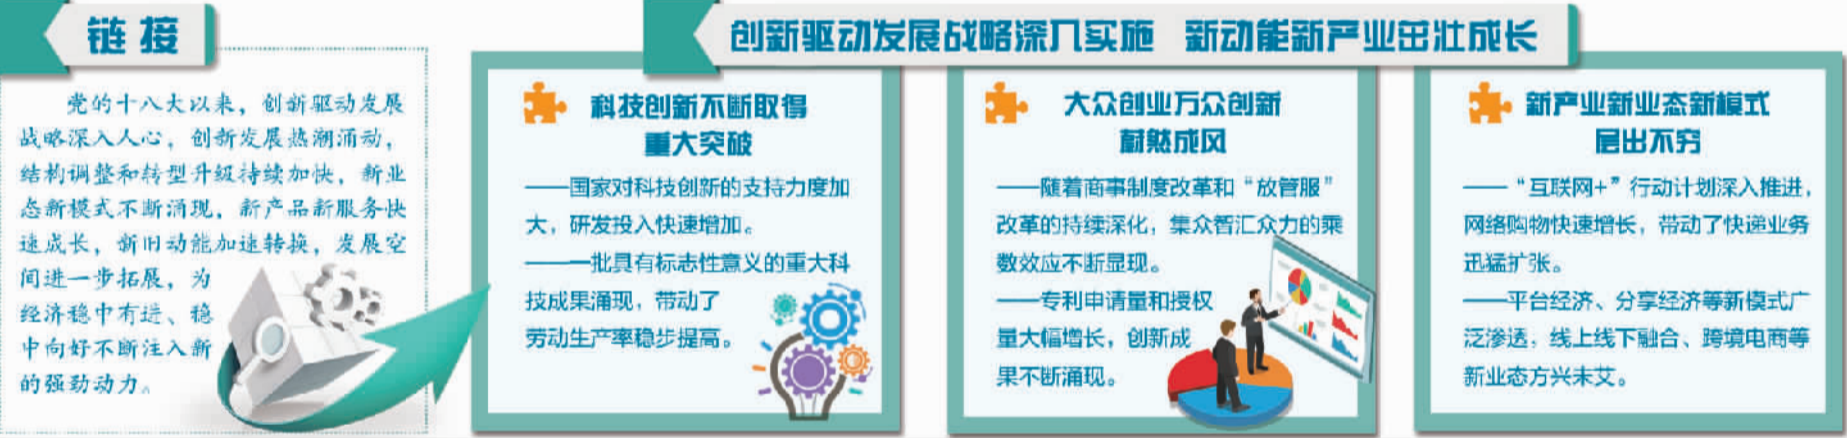 链接
党的十八大以来，创新驱动发展
战略深入人心，创新发展热潮涌动，
结构调整和转型升级持续加快，新业
态新模式不断涌现，新产品新服务快
速成长，新旧动能加速转换，发展空
间进一步拓展，为
经济稳中有进、稳
中向好不断注入新
的强劲动力。
创新驱动发展战略深入实施 新动能新产业茁壮成长
科技创新不断取得
重大突破
——国家对科技创新的支持力度加
大，研发投入快速增加。
——一批具有标志性意义的重大科
技成果涌现，带动了
劳动生产率稳步提高。
大众创业万众创新
蔚然成风
——随着商事制度改革和“放管服”
改革的持续深化，集众智汇众力的乘
数效应不断显现。
——专利申请量和授权
量大幅增长，创新成
果不断涌现。
新产业新业态新模式
层出不穷
——“互联网+”行动计划深入推进，
网络购物快速增长，带动了快递业务
迅猛扩张。
——平台经济、分享经济等新模式广
泛渗透，线上线下融合、跨境电商等
新业态方兴未艾。